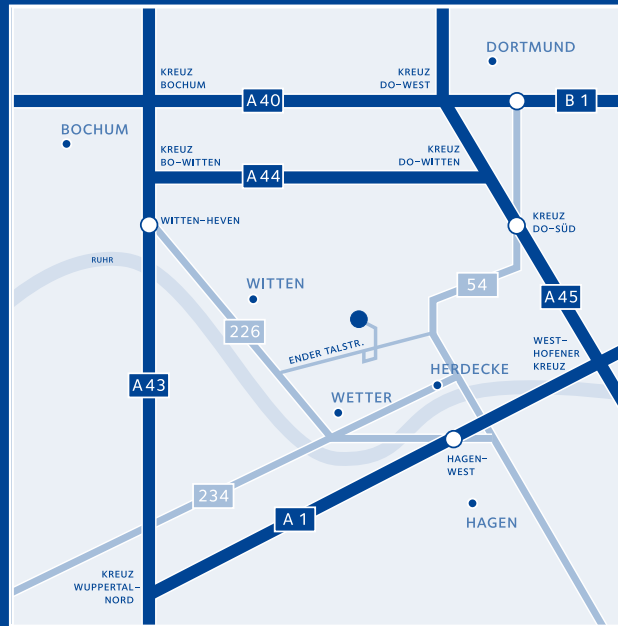 DORTMUND
KREUZ
BOCHUM
KREUZ
DO-WEST
A 40
B 1
BOCHUM
KREUZ
BO-WITTEN
KREUZ
DO-WITTEN
A 44
WITTEN-HEVEN
KREUZ
DO-SÜD
RUHR
WITTEN
54
A 45
226
ENDER TALSTR.
WEST-
HOFENER
KREUZ
HERDECKE
A 43
WETTER
HAGEN-
WEST
234
A 1
HAGEN
KREUZ
WUPPERTAL-
NORD